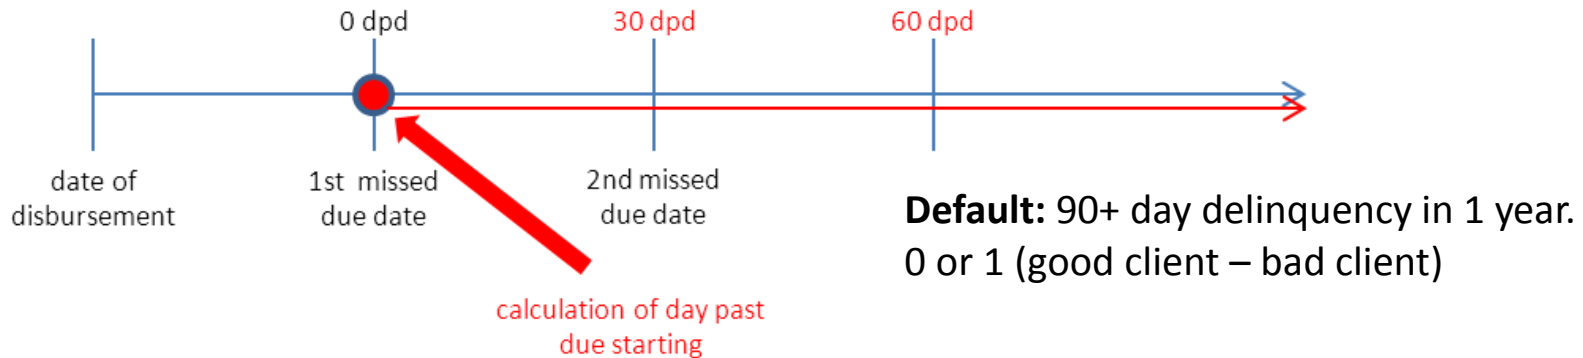 0 dpd
30 dpd
60 dpd
date of
disbursement
1st missed
due date
2nd missed
due date
Default: 90+ day delinquency in 1 year.
0 or 1 (good client – bad client)
calculation of day past
due starting